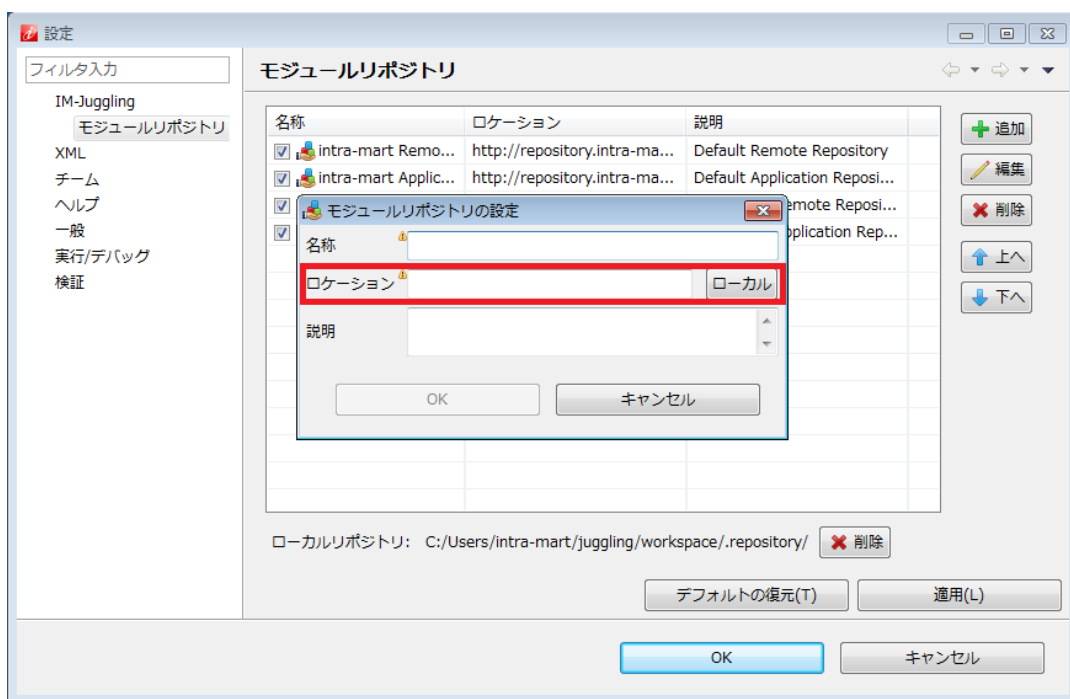 設定
フィルタ入力
IM-Juggling
モジュールリポジトリ
XML
チーム
ヘルプ
一般
実行/デバッグ
検証
モジュールリポジトリ
名称 ロケーション 説明
intra-mart Remo... http://repository.intra-ma... Default Remote Repository
intra-mart Applic... http://repository.intra-ma... Default Application Reposi...
emote Reposi...
plication Rep...
追加
編集
削除
上へ
下へ
モジュールリポジトリの設定
名称
ロケーション ローカル
説明
OK キャンセル
ローカルリポジトリ: C:/Users/intra-mart/juggling/workspace/.repository/ 削除
デフォルトの復元(T) 適用(L)
OK キャンセル